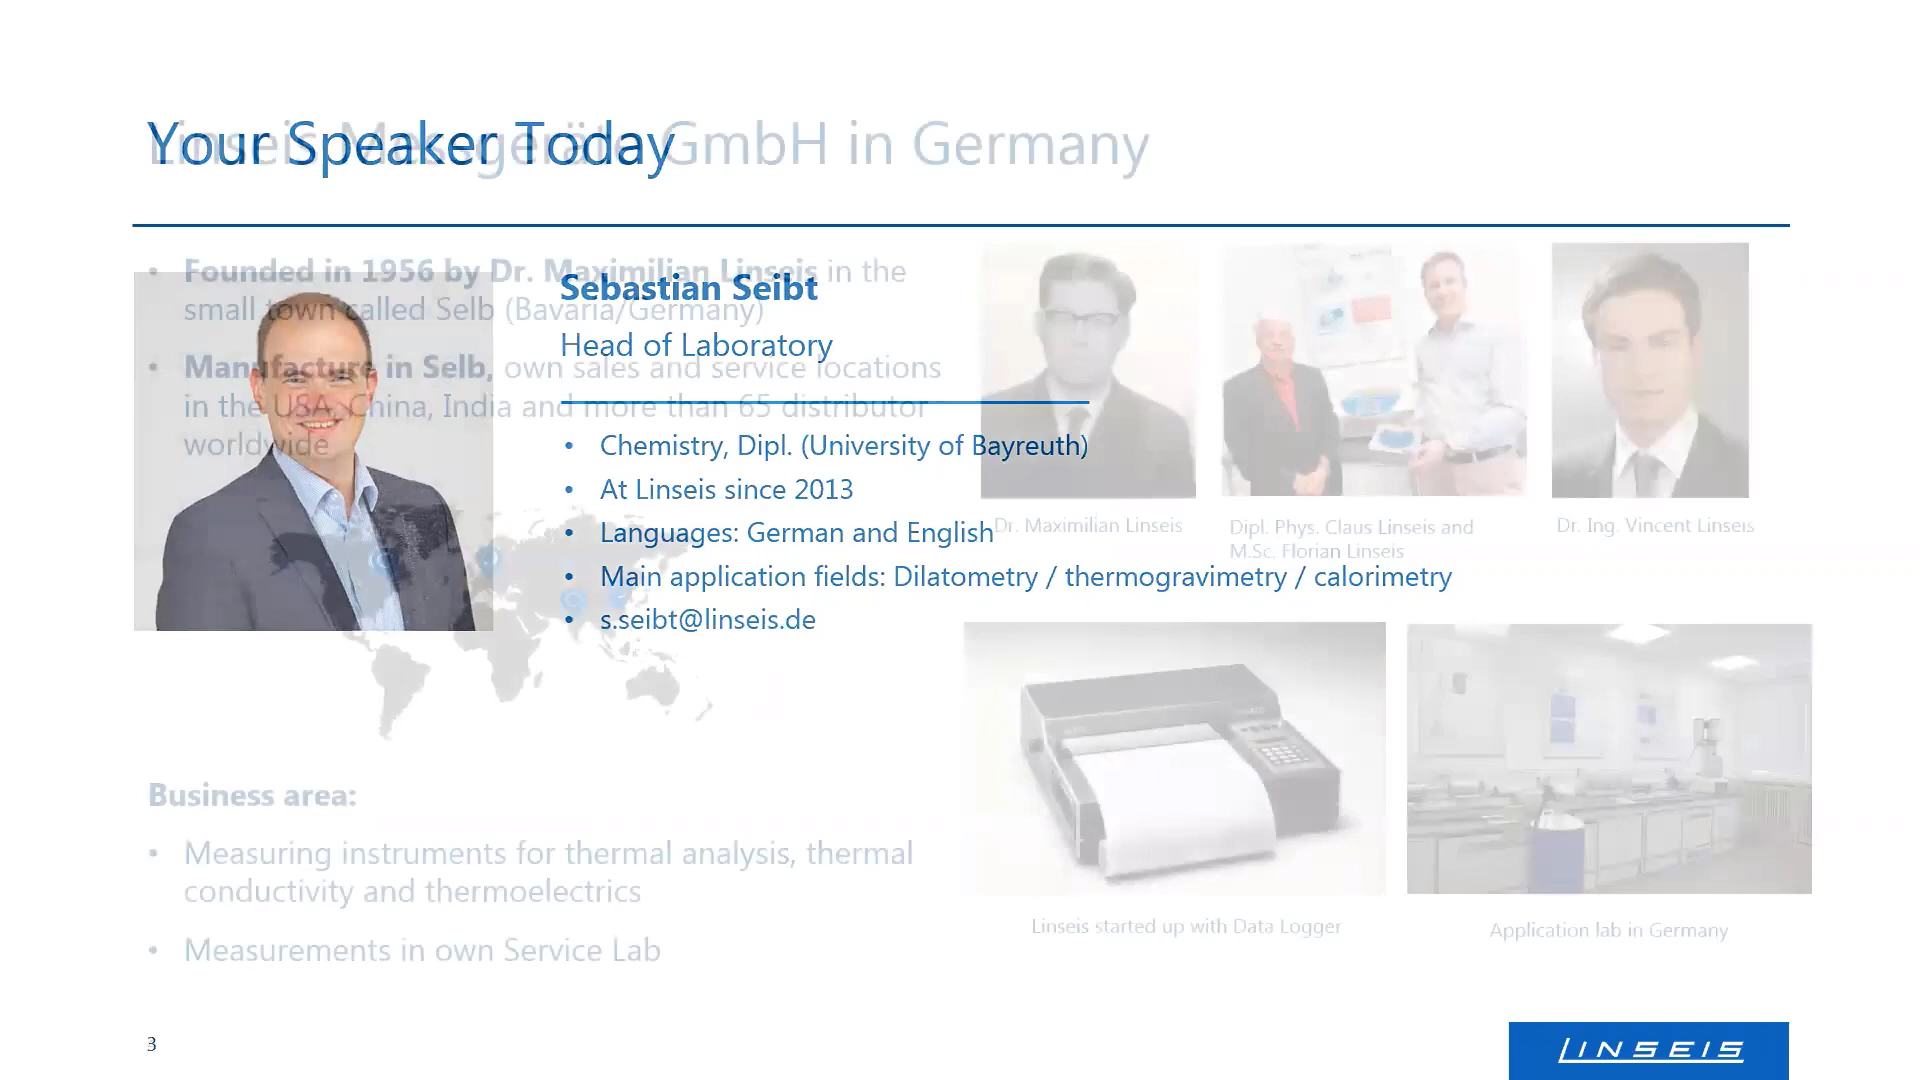 Your Speaker Today
Linseis Messgeräte GmbH in Germany
Sebastian Seibt
Head of Laboratory
• Chemistry, Dipl. (University of Bayreuth)
• At Linseis since 2013
• Languages: German and English
• Main application fields: Dilatometry / thermogravimetry / calorimetry
• s.seibt@linseis.de
• Founded in 1956 by Dr. Maximilian Linseis in the
small town called Selb (Bavaria/Germany)
• Manufacture in Selb, own sales and service locations
in the USA, China, India and more than 65 distributor
worldwide
Dr. Maximilian Linseis
Dipl. Phys. Claus Linseis and
M.Sc. Florian Linseis
Dr. Ing. Vincent Linseis
Business area:
• Measuring instruments for thermal analysis, thermal
conductivity and thermoelectrics
• Measurements in own Service Lab
Linseis started up with Data Logger
Application lab in Germany
3
LINSEIS